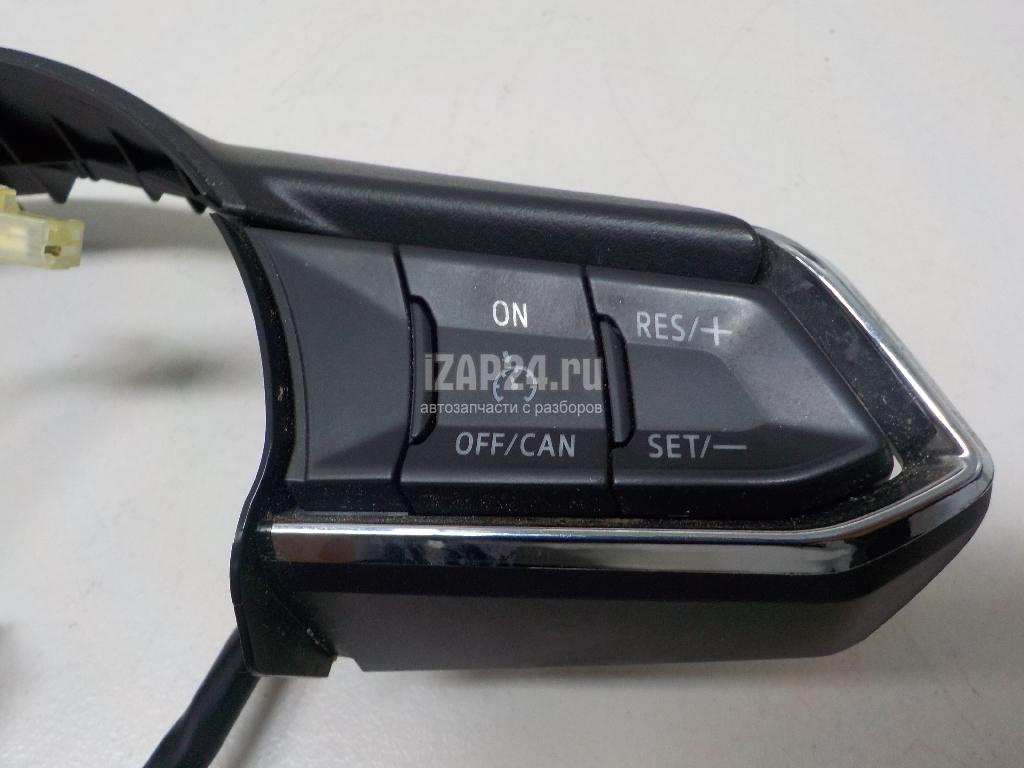 ON
RES/+
iZAP24.ru
автозапчасти с разборов
OFF/CAN
SET/—